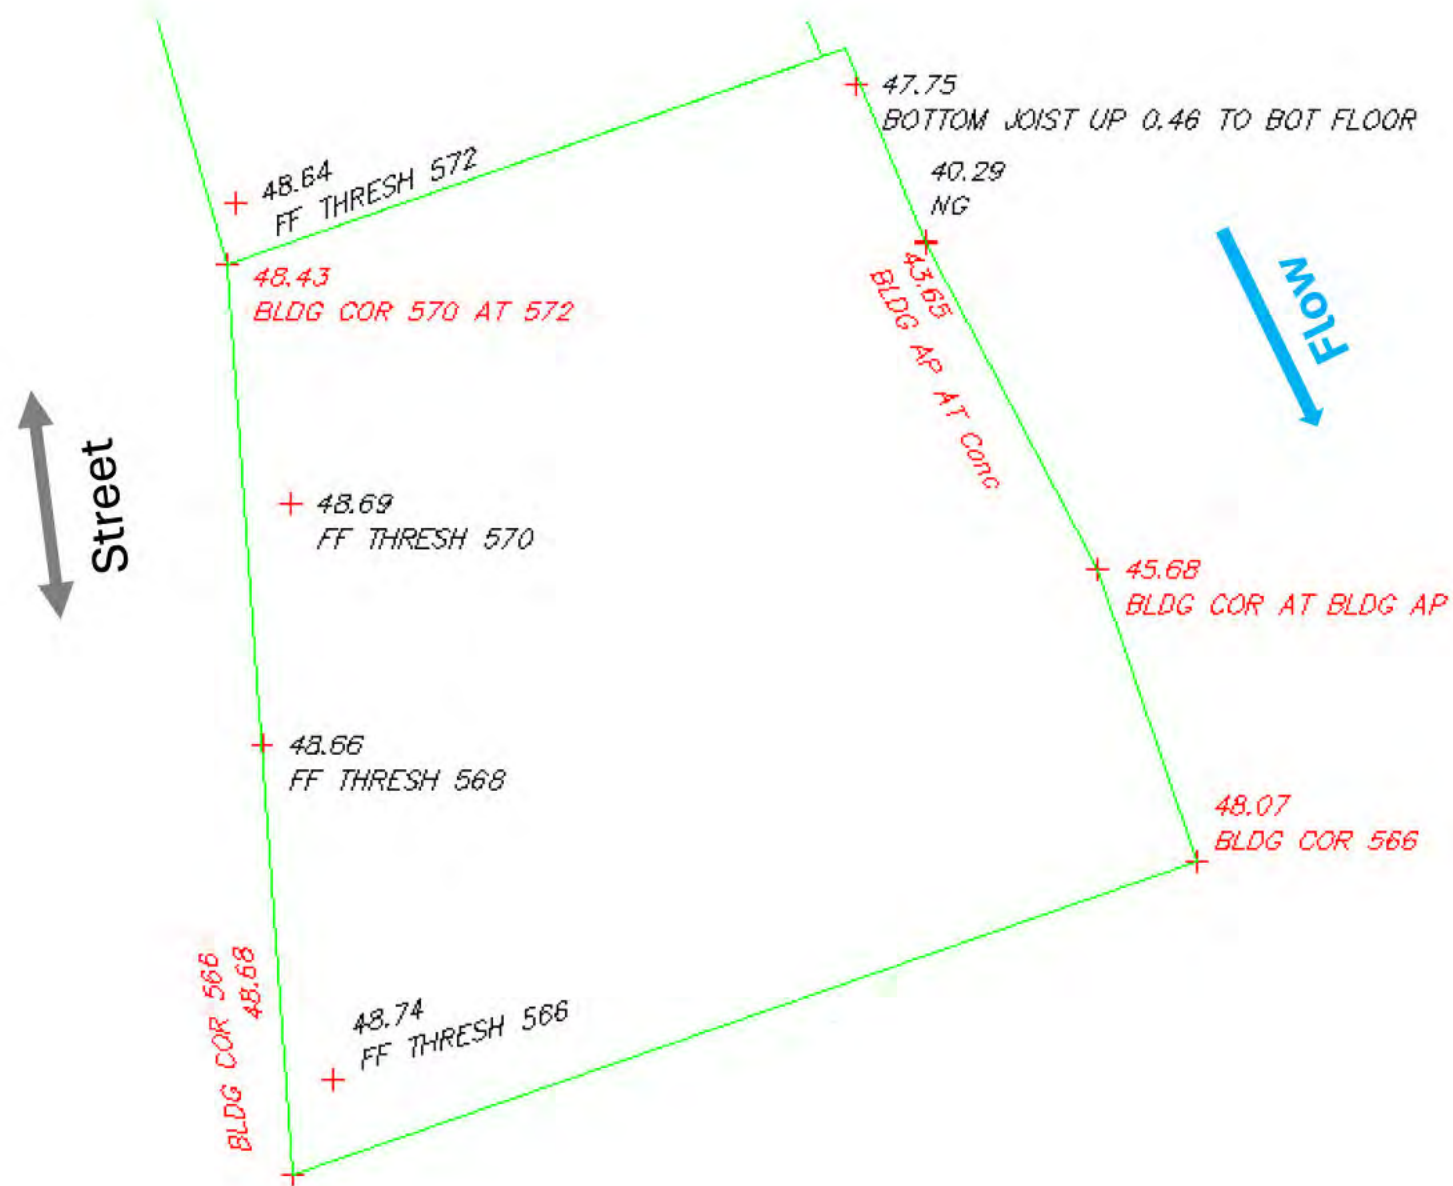 47.75
BOTTOM JOIST UP 0.46 TO BOT FLOOR
40.29
NG
48.64
FF THRESH 572
48.43
BLDG COR 570 AT 572
43.65
BLDG AP AT Conc
Flow
Street
48.69
FF THRESH 570
45.68
BLDG COR AT BLDG AP
48.66
FF THRESH 568
48.07
BLDG COR 566
BLDG COR 566
48.68
48.74
FF THRESH 566